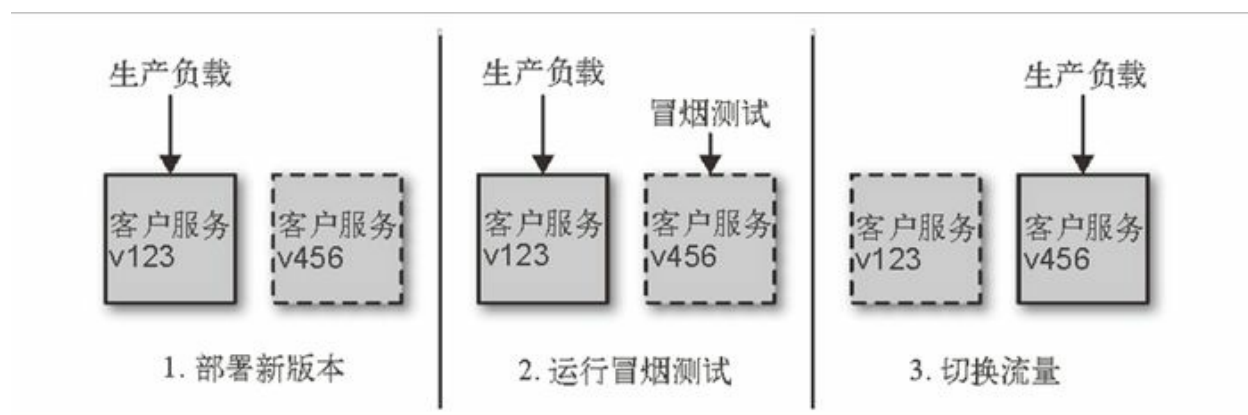 生产负载
客户服务
v123
客户服务
v456
1. 部署新版本
生产负载
冒烟测试
客户服务
v123
客户服务
v456
2. 运行冒烟测试
生产负载
客户服务
v123
客户服务
v456
3. 切换流量